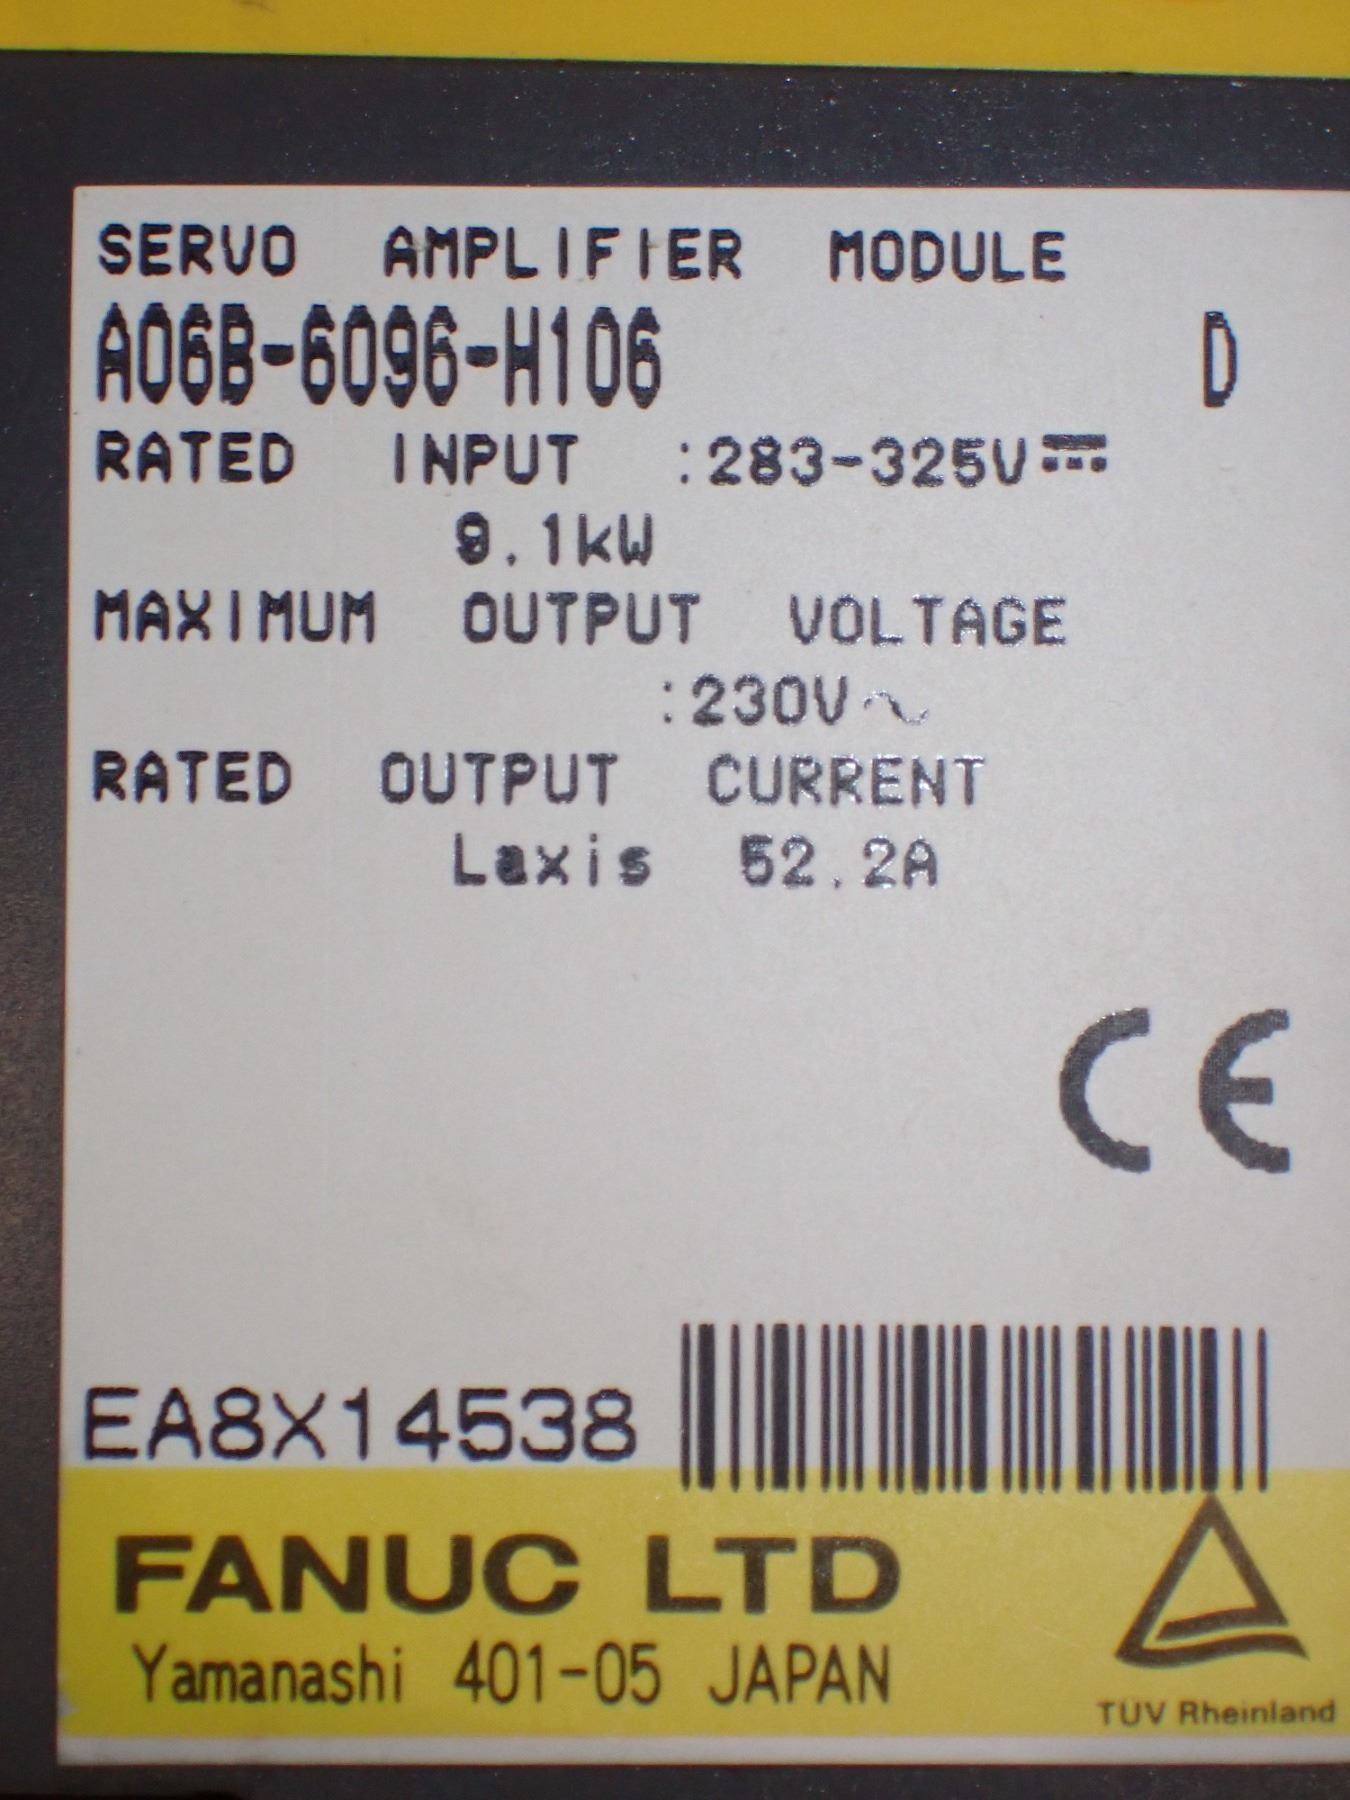 SERVO AMPLIFIER MODULE
A06B-6096-H106 D
RATED INPUT :283-325V⎓
9.1kW
MAXIMUM OUTPUT VOLTAGE
:230V~
RATED OUTPUT CURRENT
Laxis 52.2A
CE
EA8X14538
FANUC LTD
Yamanashi 401-05 JAPAN
TÜV Rheinland